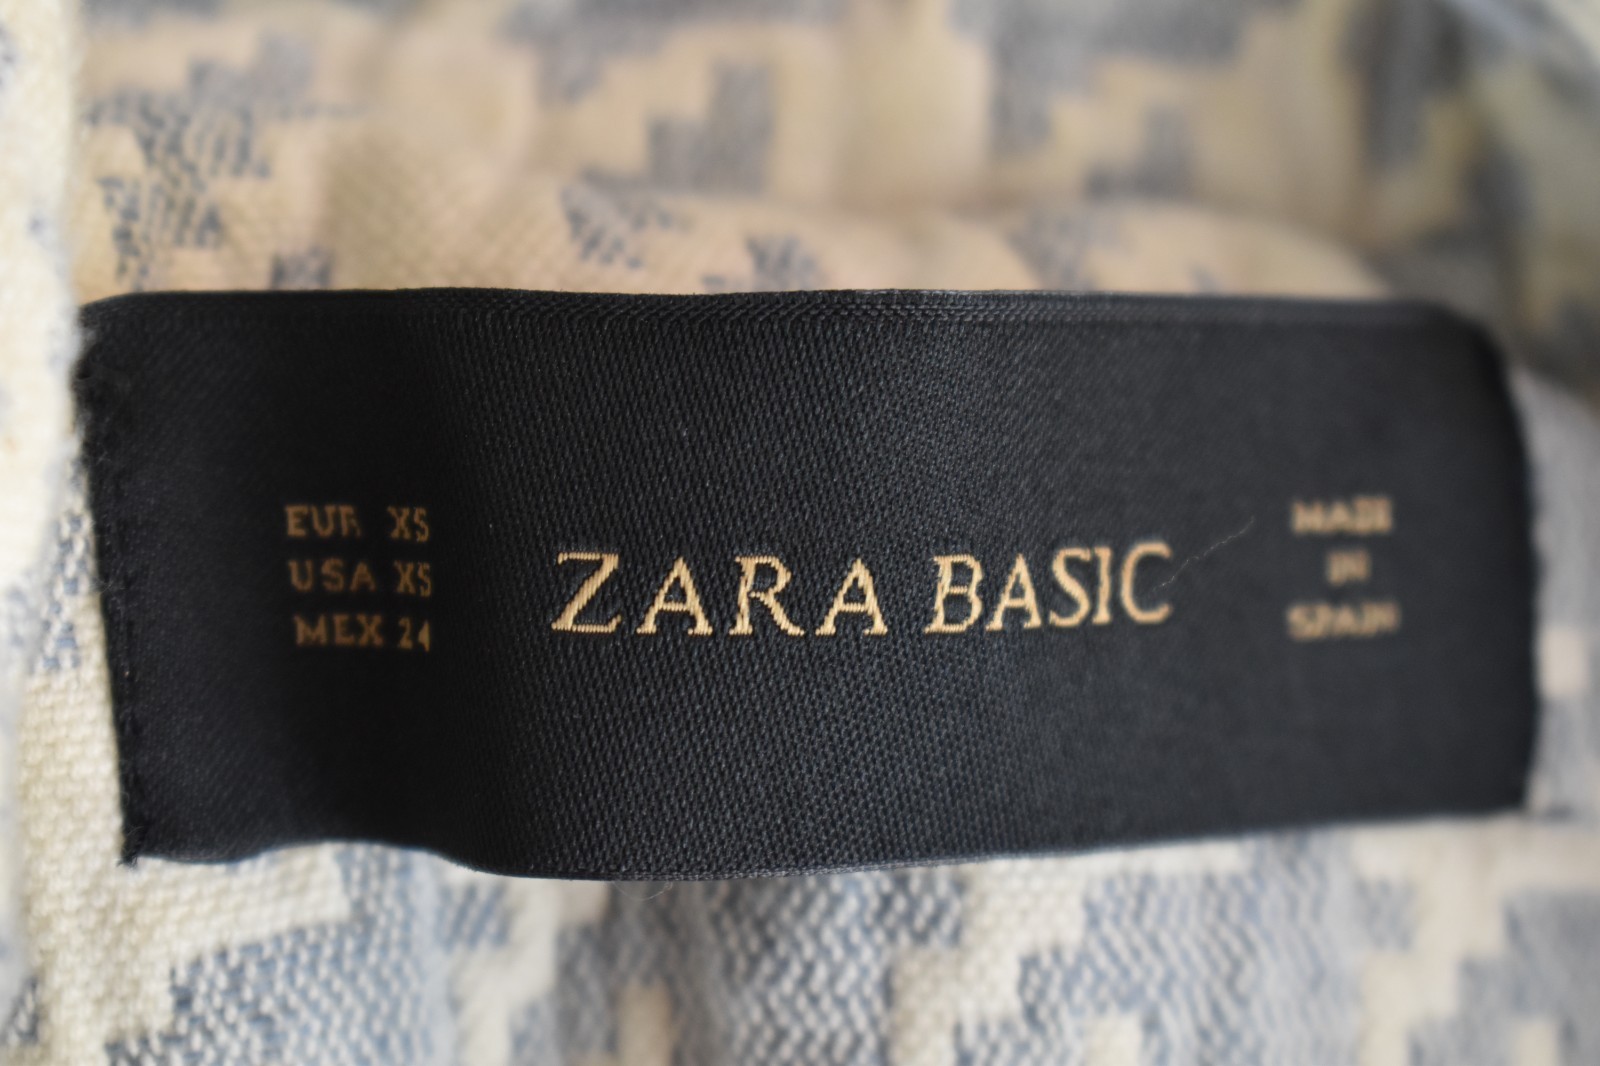 EUR XS
USA XS
MEX 24
ZARA BASIC
MADE
IN
SPAIN